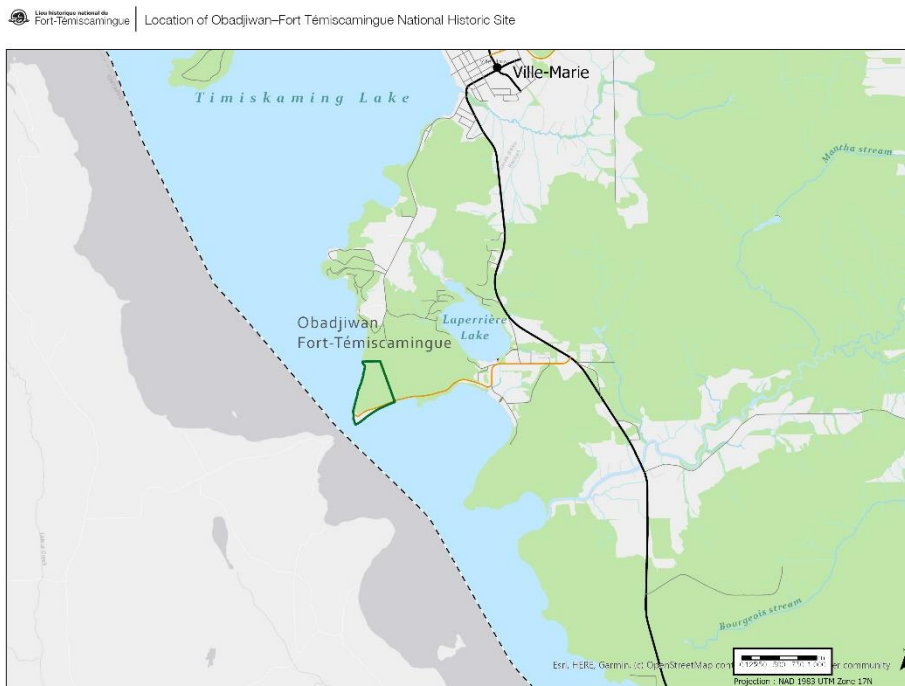 Lieu historique national du
Fort-Témiscamingue
Location of Obadjiwan–Fort Témiscamingue National Historic Site
Ville-Marie
Timiskaming Lake
Mantha stream
Laperrière
Lake
Obadjiwan
Fort-Témiscamingue
Bourgeois stream
Esri, HERE, Garmin, (c) OpenStreetMap community
Projection : NAD 1983 UTM Zone 17N